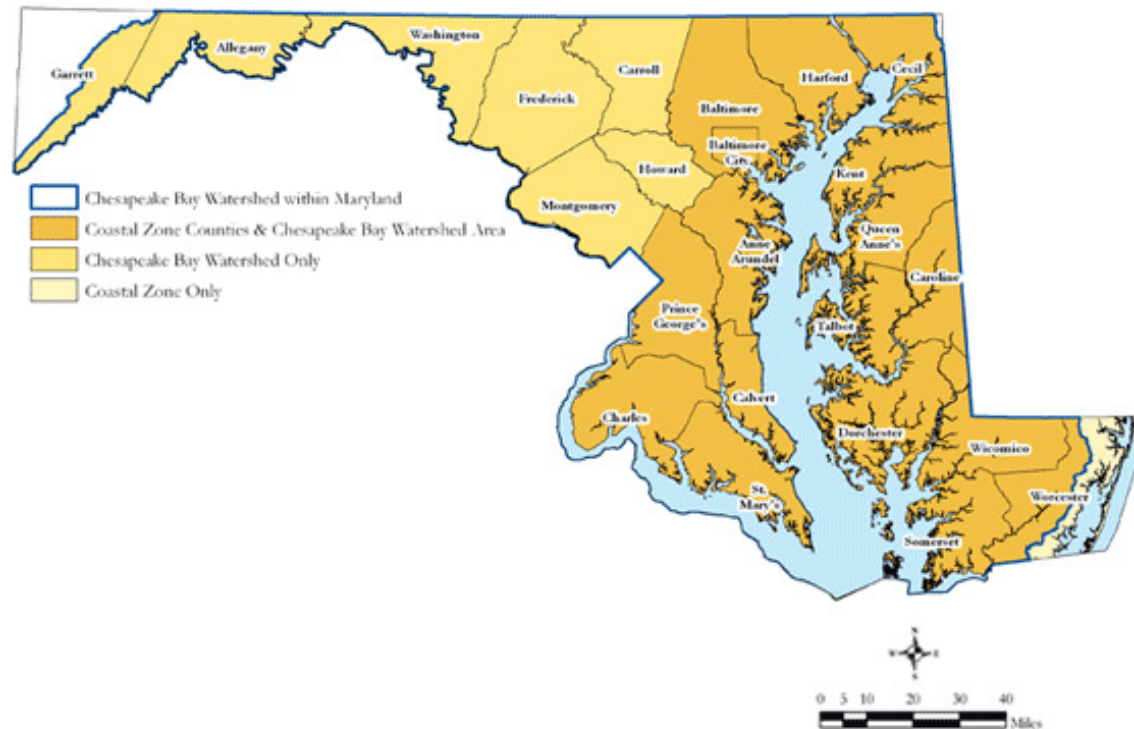 Garrett
Allegany
Washington
Frederick
Carroll
Baltimore
Harford
Cecil
Baltimore
City
Howard
Montgomery
Kent
Queen
Anne's
Anne
Arundel
Caroline
Prince
George's
Talbot
Calvert
Charles
Dorchester
Wicomico
St.
Mary's
Worcester
Somerset
Chesapeake Bay Watershed within Maryland
Coastal Zone Counties & Chesapeake Bay Watershed Area
Chesapeake Bay Watershed Only
Coastal Zone Only
N
W E
S
0 5 10 20 30 40
Miles